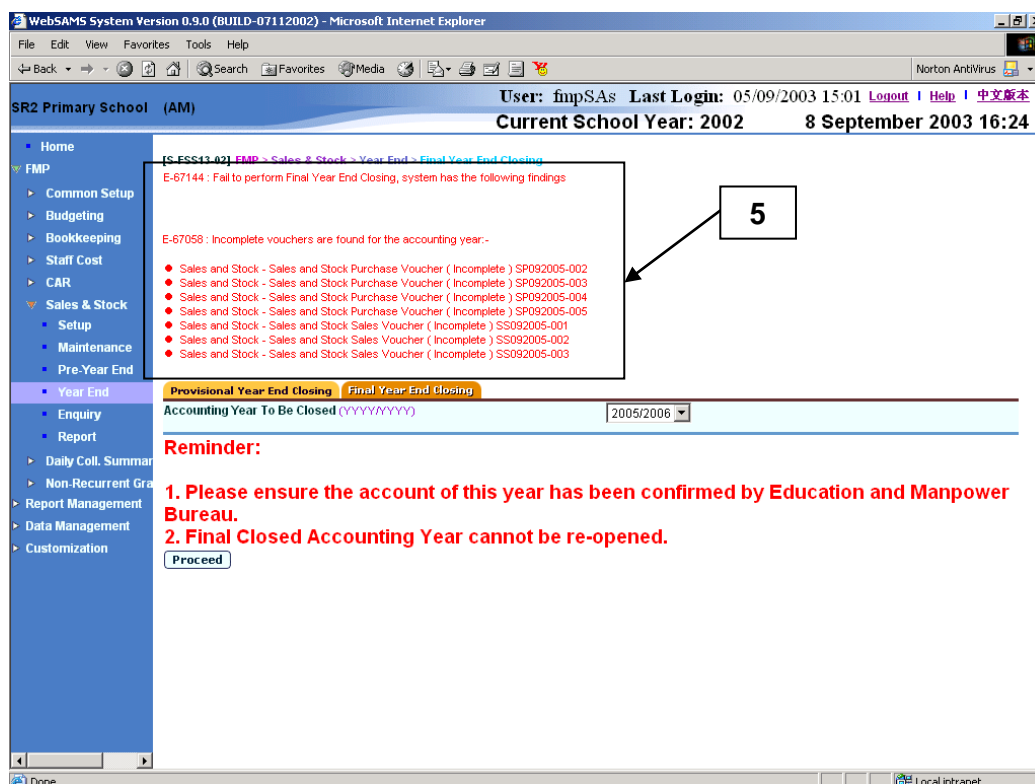 WebSAMS System Version 0.9.0 (BUILD-07112002) - Microsoft Internet Explorer
File Edit View Favorites Tools Help
Back Search Favorites Media Norton AntiVirus
SR2 Primary School (AM)
User: fmpSAs Last Login: 05/09/2003 15:01 Logout | Help | 中文版本
Current School Year: 2002 8 September 2003 16:24
Home
FMP
Common Setup
Budgeting
Bookkeeping
Staff Cost
CAR
Sales & Stock
Setup
Maintenance
Pre-Year End
Year End
Enquiry
Report
Daily Coll. Summar
Non-Recurrent Gra
Report Management
Data Management
Customization
[S-FSS13-02] FMP > Sales & Stock > Year End > Final Year End Closing
E-67144 : Fail to perform Final Year End Closing, system has the following findings
5
E-67058 : Incomplete vouchers are found for the accounting year:-
Sales and Stock - Sales and Stock Purchase Voucher ( Incomplete ) SP092005-002
Sales and Stock - Sales and Stock Purchase Voucher ( Incomplete ) SP092005-003
Sales and Stock - Sales and Stock Purchase Voucher ( Incomplete ) SP092005-004
Sales and Stock - Sales and Stock Purchase Voucher ( Incomplete ) SP092005-005
Sales and Stock - Sales and Stock Sales Voucher ( Incomplete ) SS092005-001
Sales and Stock - Sales and Stock Sales Voucher ( Incomplete ) SS092005-002
Sales and Stock - Sales and Stock Sales Voucher ( Incomplete ) SS092005-003
Provisional Year End Closing Final Year End Closing
Accounting Year To Be Closed (YYYY/YYYY) 2005/2006
Reminder:
1. Please ensure the account of this year has been confirmed by Education and Manpower
Bureau.
2. Final Closed Accounting Year cannot be re-opened.
Proceed
Done Local intranet